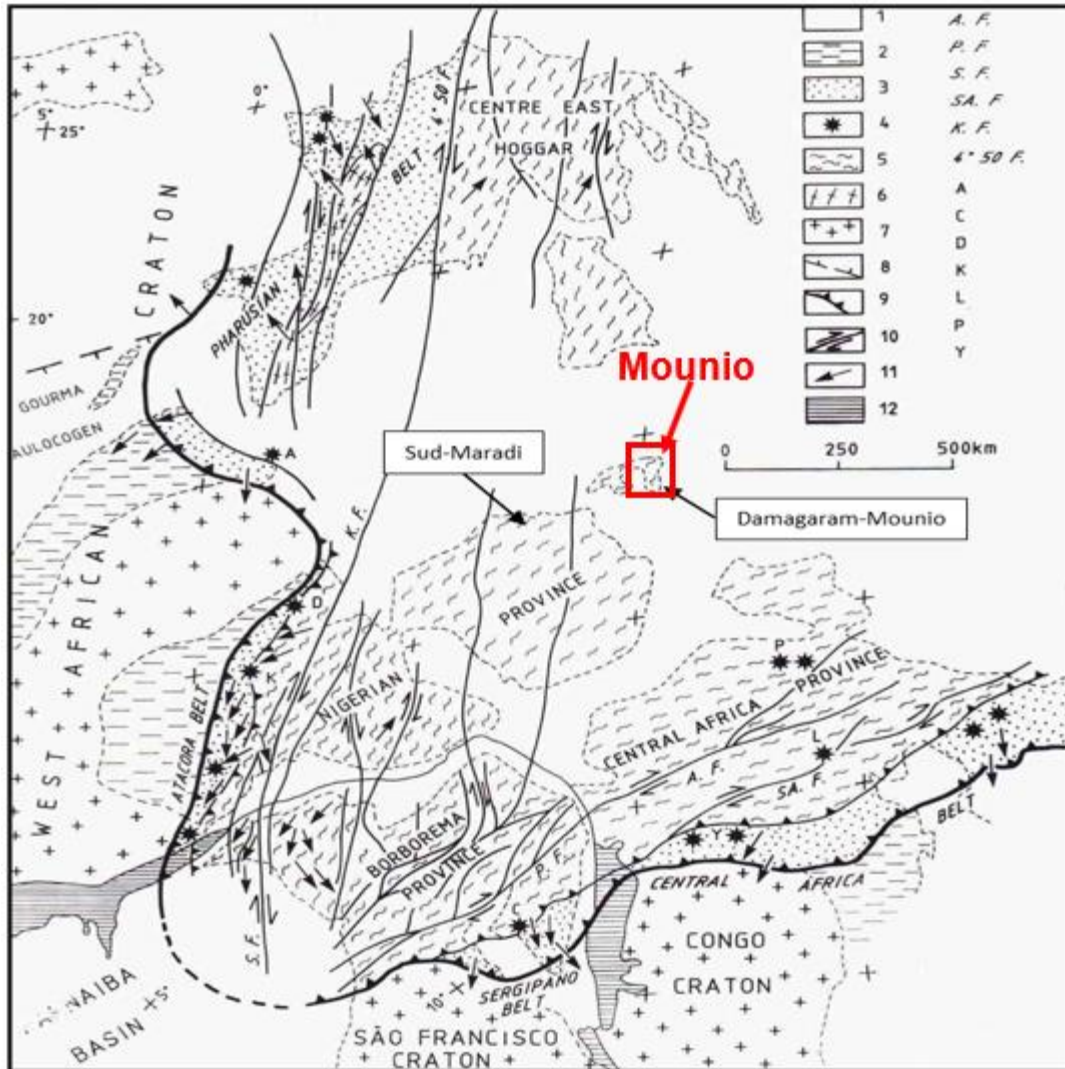 1 A. F.
2 P. F.
3 S. F.
4 SA. F
5 K. F.
6 4° 50 F.
7 A
8 C
9 D
10 K
11 L
12 P
Y
0 250 500km
0°
5°
25°
4° 50 F.
CENTRE EAST
HOGGAR
BELT
PHARUSIAN
CRATON
20°
GOURMA
AULOCOGEN
Mounio
Sud-Maradi
Damagaram-Mounio
A
K. F.
D
K
WEST AFRICAN
ATACORA BELT
NIGERIAN
PROVINCE
P
CENTRAL AFRICA
PROVINCE
L
A. F.
SA. F.
BELT
Y
CENTRAL AFRICA
BORBOREMA
PROVINCE
P. F.
C
S. F.
SERGIPANO
BELT
10°
SÃO FRANCISCO
CRATON
CONGO
CRATON
BASIN
5°